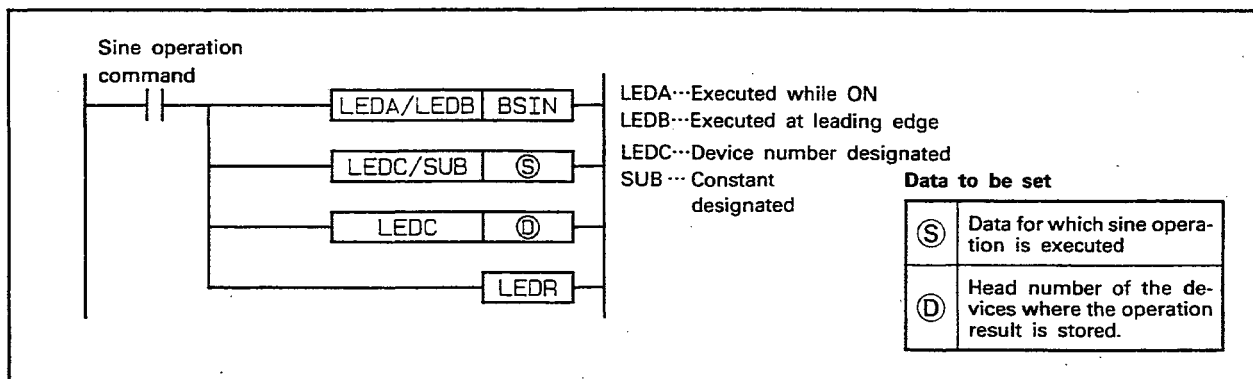 Sine operation
command
LEDA/LEDB BSIN
LEDC/SUB Ⓢ
LEDC Ⓓ
LEDR
LEDA···Executed while ON
LEDB···Executed at leading edge
LEDC···Device number designated
SUB ··· Constant
designated
Data to be set
Ⓢ Data for which sine opera-
tion is executed
Ⓓ Head number of the de-
vices where the operation
result is stored.